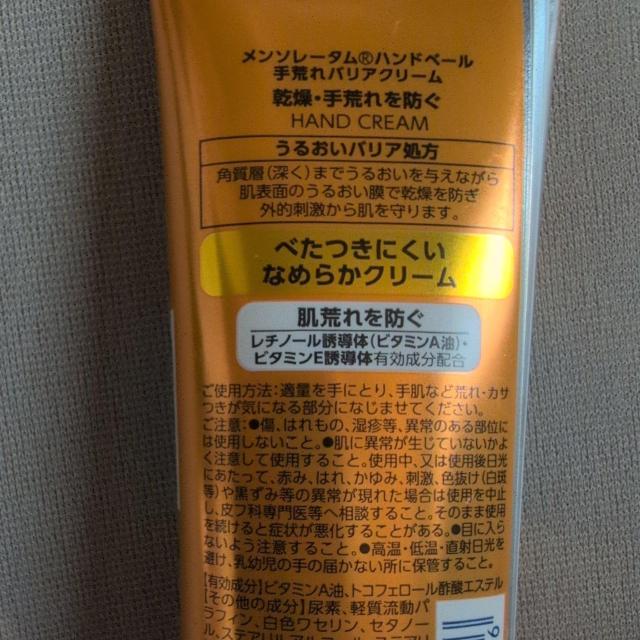 メンソレータム®ハンドベール
手荒れバリアクリーム
乾燥・手荒れを防ぐ
HAND CREAM
うるおいバリア処方
角質層(深く)までうるおいを与えながら
肌表面のうるおい膜で乾燥を防ぎ
外的刺激から肌を守ります。
べたつきにくい
なめらかクリーム
肌荒れを防ぐ
レチノール誘導体(ビタミンA油)・
ビタミンE誘導体有効成分配合
ご使用方法:適量を手にとり、手肌など荒れ・カサ
つきが気になる部分になじませてください。
ご注意:●傷、はれもの、湿疹等、異常のある部位に
は使用しないこと。●肌に異常が生じていないかよ
く注意して使用すること。使用中、又は使用後日光
にあたって、赤み、はれ、かゆみ、刺激、色抜け(白斑
等)や黒ずみ等の異常が現れた場合は使用を中止
し、皮フ科専門医等へ相談すること。そのまま使用
を続けると症状が悪化することがある。●目に入ら
ないよう注意すること。●高温・低温・直射日光を
避け、乳幼児の手の届かない所に保管すること。
【有効成分】ビタミンA油、トコフェロール酢酸エステル
【その他の成分】尿素、軽質流動パ
ラフィン、白色ワセリン、セタノー